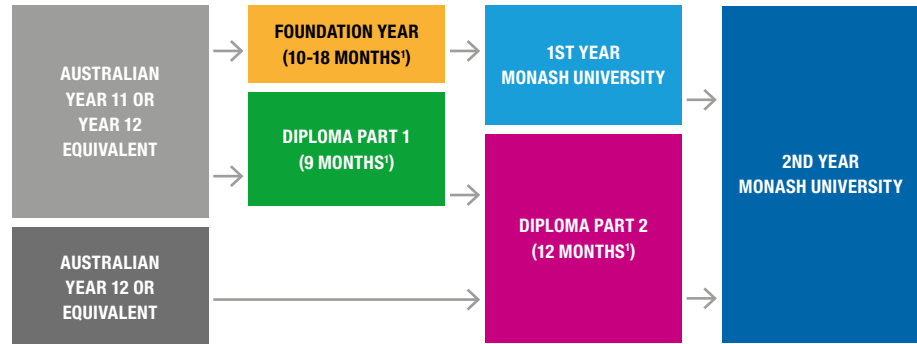 AUSTRALIAN
YEAR 11 OR
YEAR 12
EQUIVALENT
FOUNDATION YEAR
(10-18 MONTHS¹)
DIPLOMA PART 1
(9 MONTHS¹)
1ST YEAR
MONASH UNIVERSITY
DIPLOMA PART 2
(12 MONTHS¹)
2ND YEAR
MONASH UNIVERSITY
AUSTRALIAN
YEAR 12 OR
EQUIVALENT